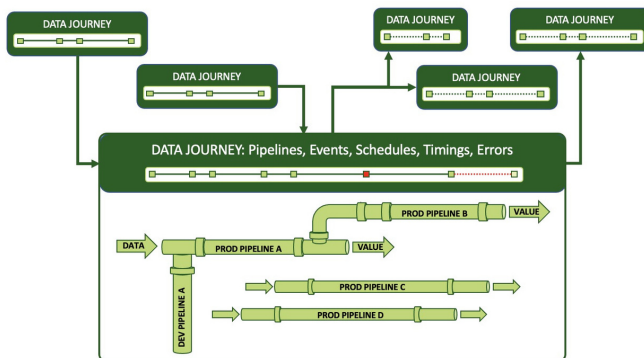 DATA JOURNEY
DATA JOURNEY
DATA JOURNEY
DATA JOURNEY
DATA JOURNEY
DATA JOURNEY: Pipelines, Events, Schedules, Timings, Errors
PROD PIPELINE B
VALUE
DATA
PROD PIPELINE A
VALUE
DEV PIPELINE A
PROD PIPELINE C
PROD PIPELINE D